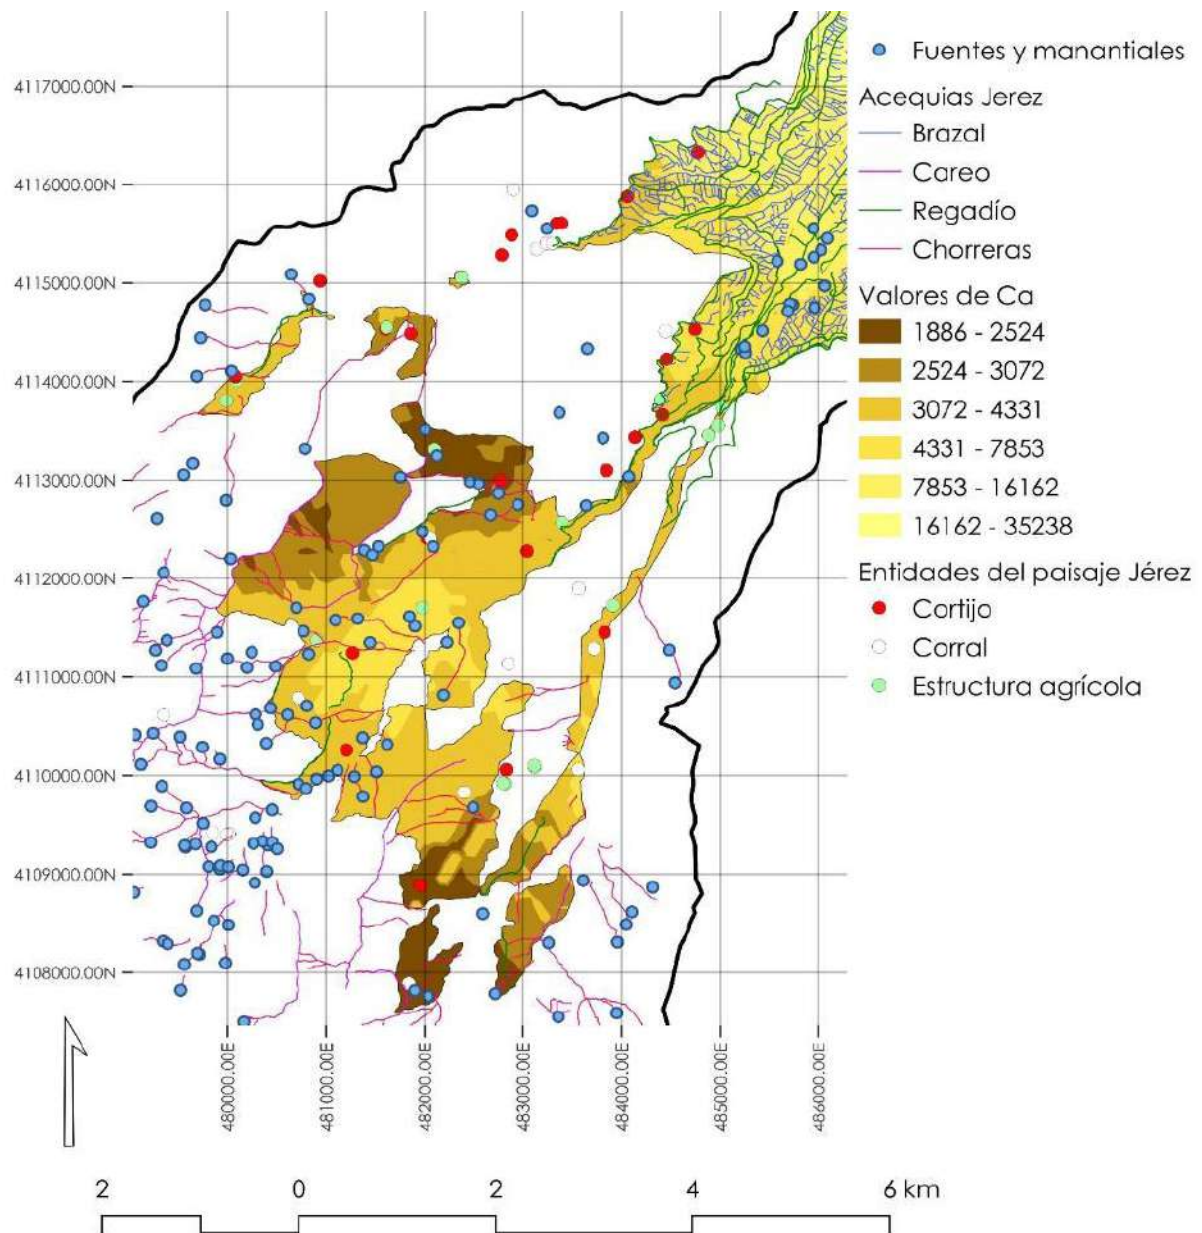 Fuentes y manantiales
Acequias Jerez
Brazal
Careo
Regadío
Chorreras
Valores de Ca
1886 - 2524
2524 - 3072
3072 - 4331
4331 - 7853
7853 - 16162
16162 - 35238
Entidades del paisaje Jérez
Cortijo
Corral
Estructura agrícola
4117000.00N
4116000.00N
4115000.00N
4114000.00N
4113000.00N
4112000.00N
4111000.00N
4110000.00N
4109000.00N
4108000.00N
480000.00E
481000.00E
482000.00E
483000.00E
484000.00E
485000.00E
486000.00E
2 0 2 4 6 km